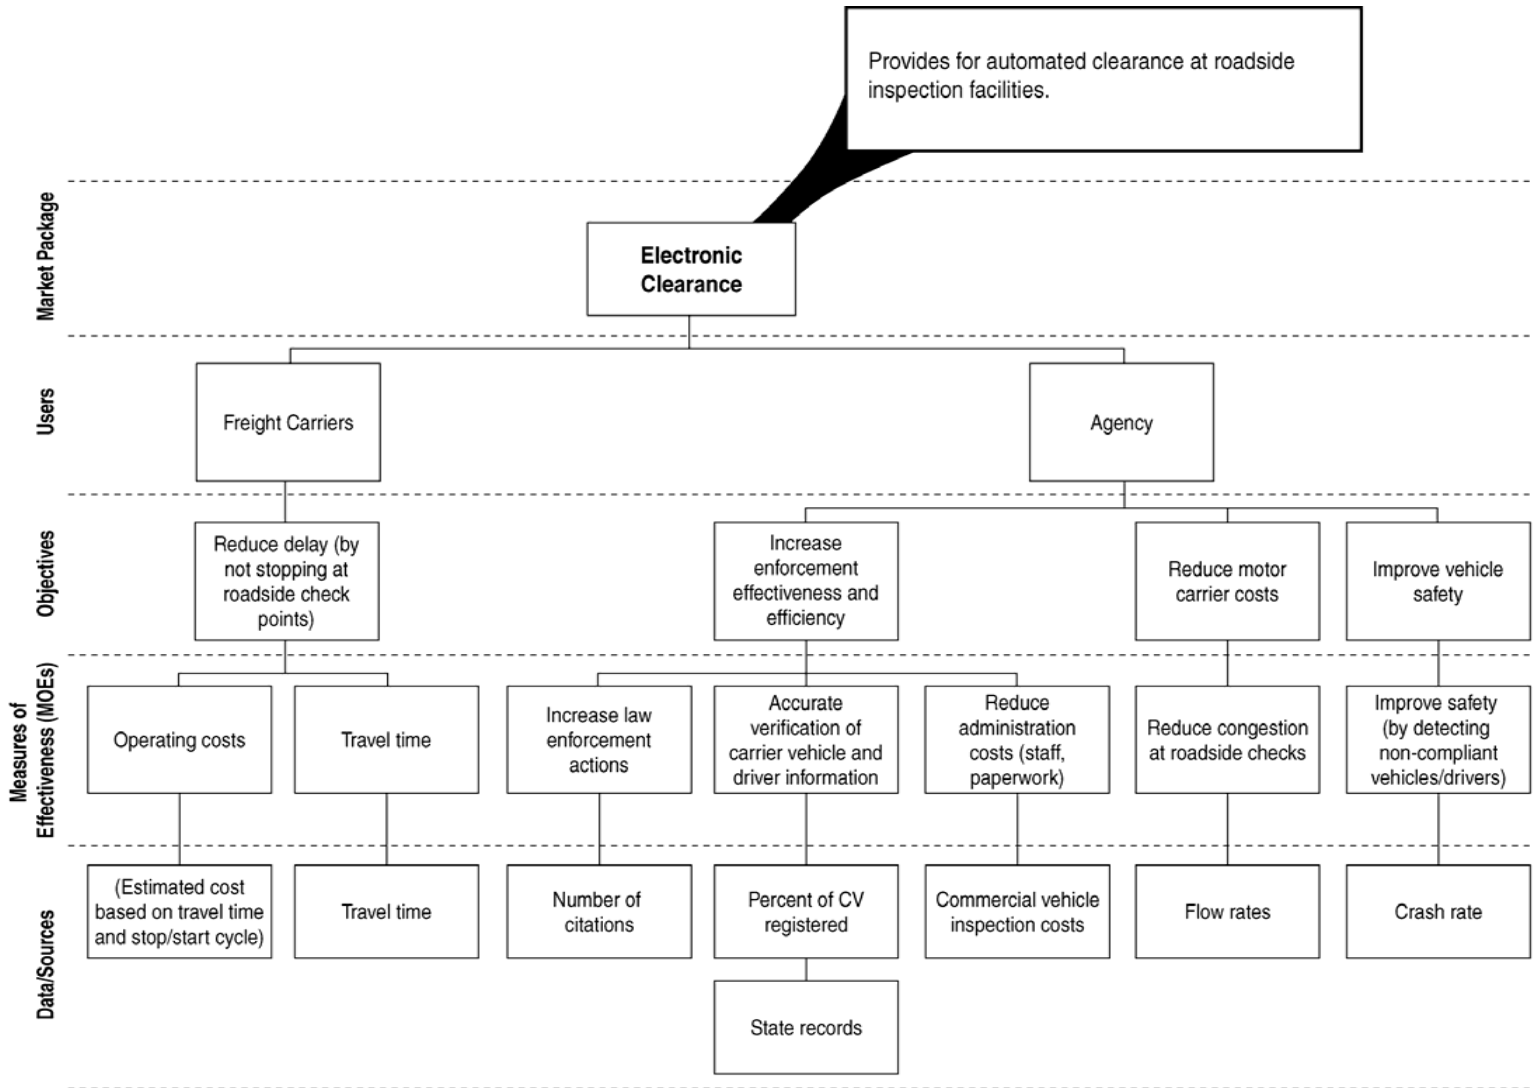 Provides for automated clearance at roadside
inspection facilities.
Market Package
Electronic
Clearance
Users
Freight Carriers
Agency
Objectives
Reduce delay (by
not stopping at
roadside check
points)
Increase
enforcement
effectiveness and
efficiency
Reduce motor
carrier costs
Improve vehicle
safety
Measures of
Effectiveness (MOEs)
Operating costs
Travel time
Increase law
enforcement
actions
Accurate
verification of
carrier vehicle and
driver information
Reduce
administration
costs (staff,
paperwork)
Reduce congestion
at roadside checks
Improve safety
(by detecting
non-compliant
vehicles/drivers)
Data/Sources
(Estimated cost
based on travel time
and stop/start cycle)
Travel time
Number of
citations
Percent of CV
registered
Commercial vehicle
inspection costs
Flow rates
Crash rate
State records